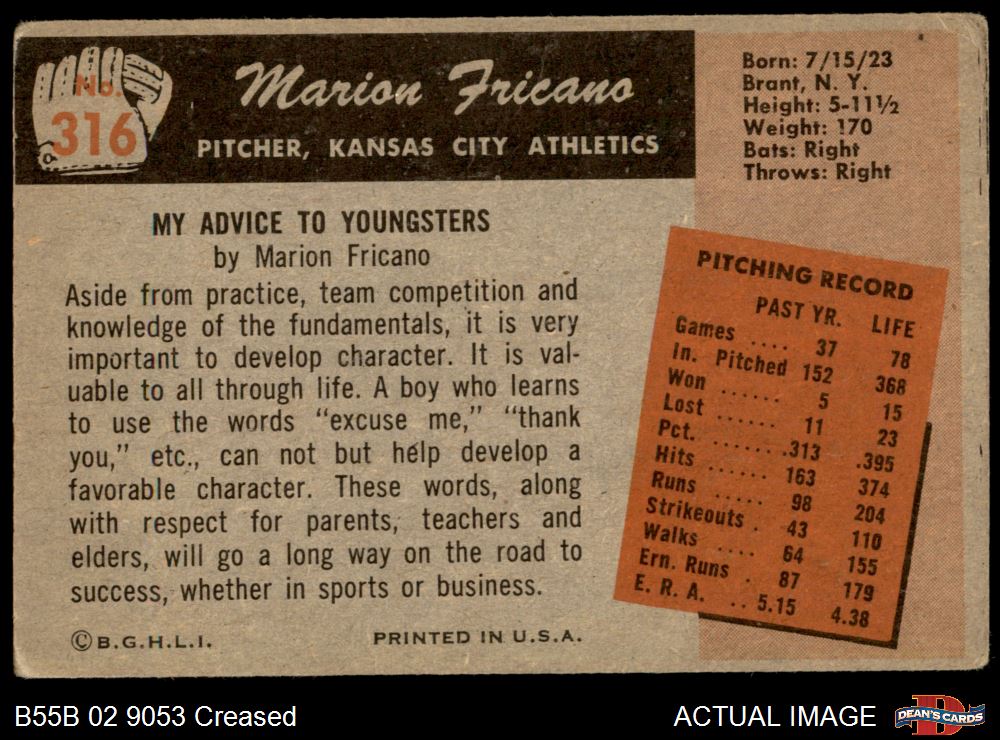 No.
316
Marion Fricano
PITCHER, KANSAS CITY ATHLETICS
Born: 7/15/23
Brant, N. Y.
Height: 5-11½
Weight: 170
Bats: Right
Throws: Right
MY ADVICE TO YOUNGSTERS
by Marion Fricano
Aside from practice, team competition and
knowledge of the fundamentals, it is very
important to develop character. It is val-
uable to all through life. A boy who learns
to use the words "excuse me," "thank
you," etc., can not but help develop a
favorable character. These words, along
with respect for parents, teachers and
elders, will go a long way on the road to
success, whether in sports or business.
©B.G.H.L.I.
PRINTED IN U.S.A.
PITCHING RECORD
PAST YR. LIFE
Games .... 37 78
In. Pitched 152 368
Won ...... 5 15
Lost ...... 11 23
Pct. ...... .313 .395
Hits ...... 163 374
Runs ...... 98 204
Strikeouts . 43 110
Walks .... 64 155
Ern. Runs . 87 179
E. R. A. .. 5.15 4.38
B55B 02 9053 Creased
ACTUAL IMAGE
D
DEAN'S CARDS